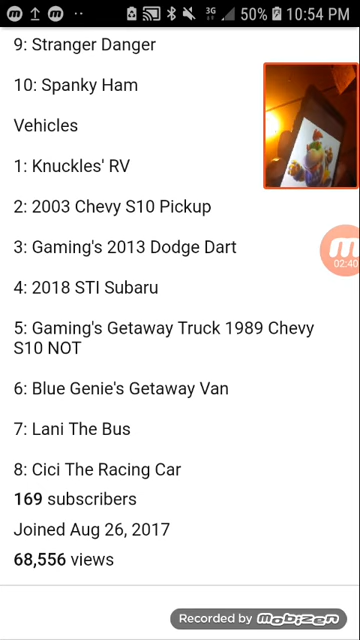 3G 50% 10:54 PM
9: Stranger Danger
10: Spanky Ham
Vehicles
1: Knuckles' RV
2: 2003 Chevy S10 Pickup
3: Gaming's 2013 Dodge Dart
02:40
4: 2018 STI Subaru
5: Gaming's Getaway Truck 1989 Chevy
S10 NOT
6: Blue Genie's Getaway Van
7: Lani The Bus
8: Cici The Racing Car
169 subscribers
Joined Aug 26, 2017
68,556 views
Recorded by mobizen